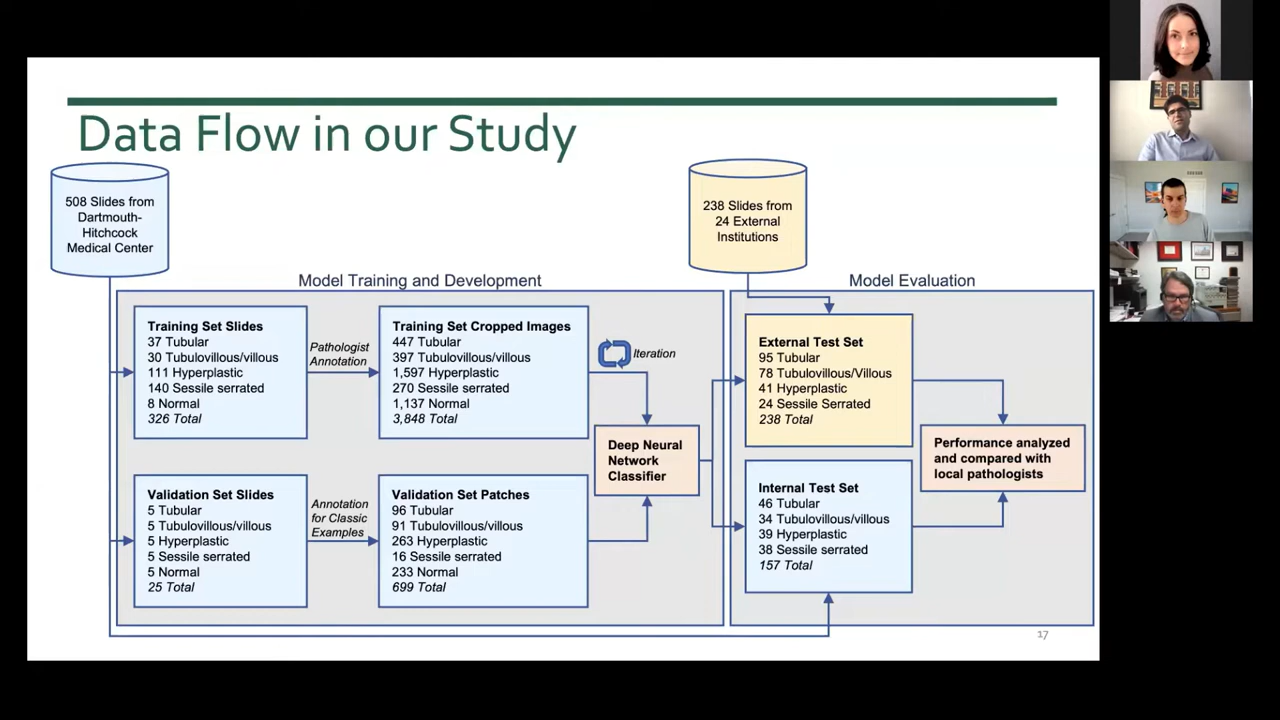 Data Flow in our Study
508 Slides from
Dartmouth-
Hitchcock
Medical Center
238 Slides from
24 External
Institutions
Model Training and Development
Training Set Slides
37 Tubular
30 Tubulovillous/villous
111 Hyperplastic
140 Sessile serrated
8 Normal
326 Total
Pathologist
Annotation
Training Set Cropped Images
447 Tubular
397 Tubulovillous/villous
1,597 Hyperplastic
270 Sessile serrated
1,137 Normal
3,848 Total
Iteration
Validation Set Slides
5 Tubular
5 Tubulovillous/villous
5 Hyperplastic
5 Sessile serrated
5 Normal
25 Total
Annotation
for Classic
Examples
Validation Set Patches
96 Tubular
91 Tubulovillous/villous
263 Hyperplastic
16 Sessile serrated
233 Normal
699 Total
Deep Neural
Network
Classifier
Model Evaluation
External Test Set
95 Tubular
78 Tubulovillous/Villous
41 Hyperplastic
24 Sessile Serrated
238 Total
Internal Test Set
46 Tubular
34 Tubulovillous/villous
39 Hyperplastic
38 Sessile serrated
157 Total
Performance analyzed
and compared with
local pathologists
17